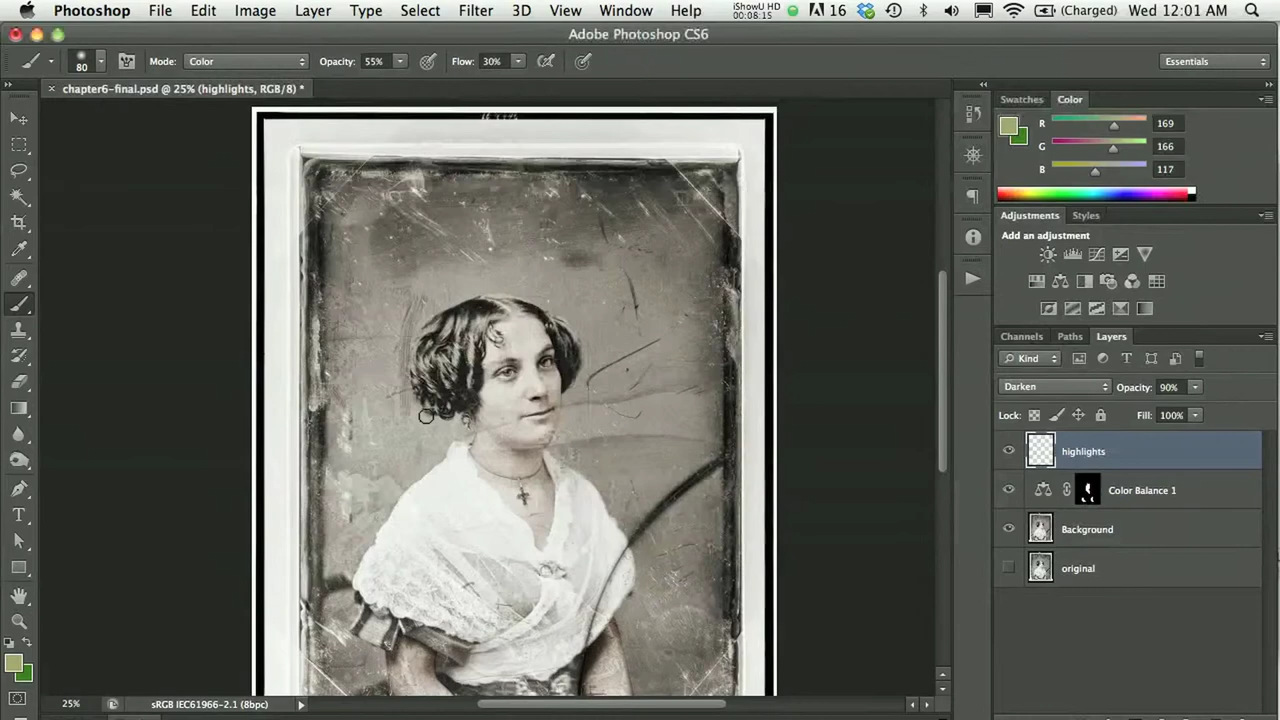 Photoshop File Edit Image Layer Type Select Filter 3D View Window Help iShowU HD 00:08:15 16 (Charged) Wed 12:01 AM
Adobe Photoshop CS6
80 Mode: Color Opacity: 55% Flow: 30% Essentials
chapter6-final.psd @ 25% (highlights, RGB/8) *
Swatches Color
R 169
G 166
B 117
Adjustments Styles
Add an adjustment
Channels Paths Layers
Kind
Darken Opacity: 90%
Lock: Fill: 100%
highlights
Color Balance 1
Background
original
25% sRGB IEC61966-2.1 (8bpc)